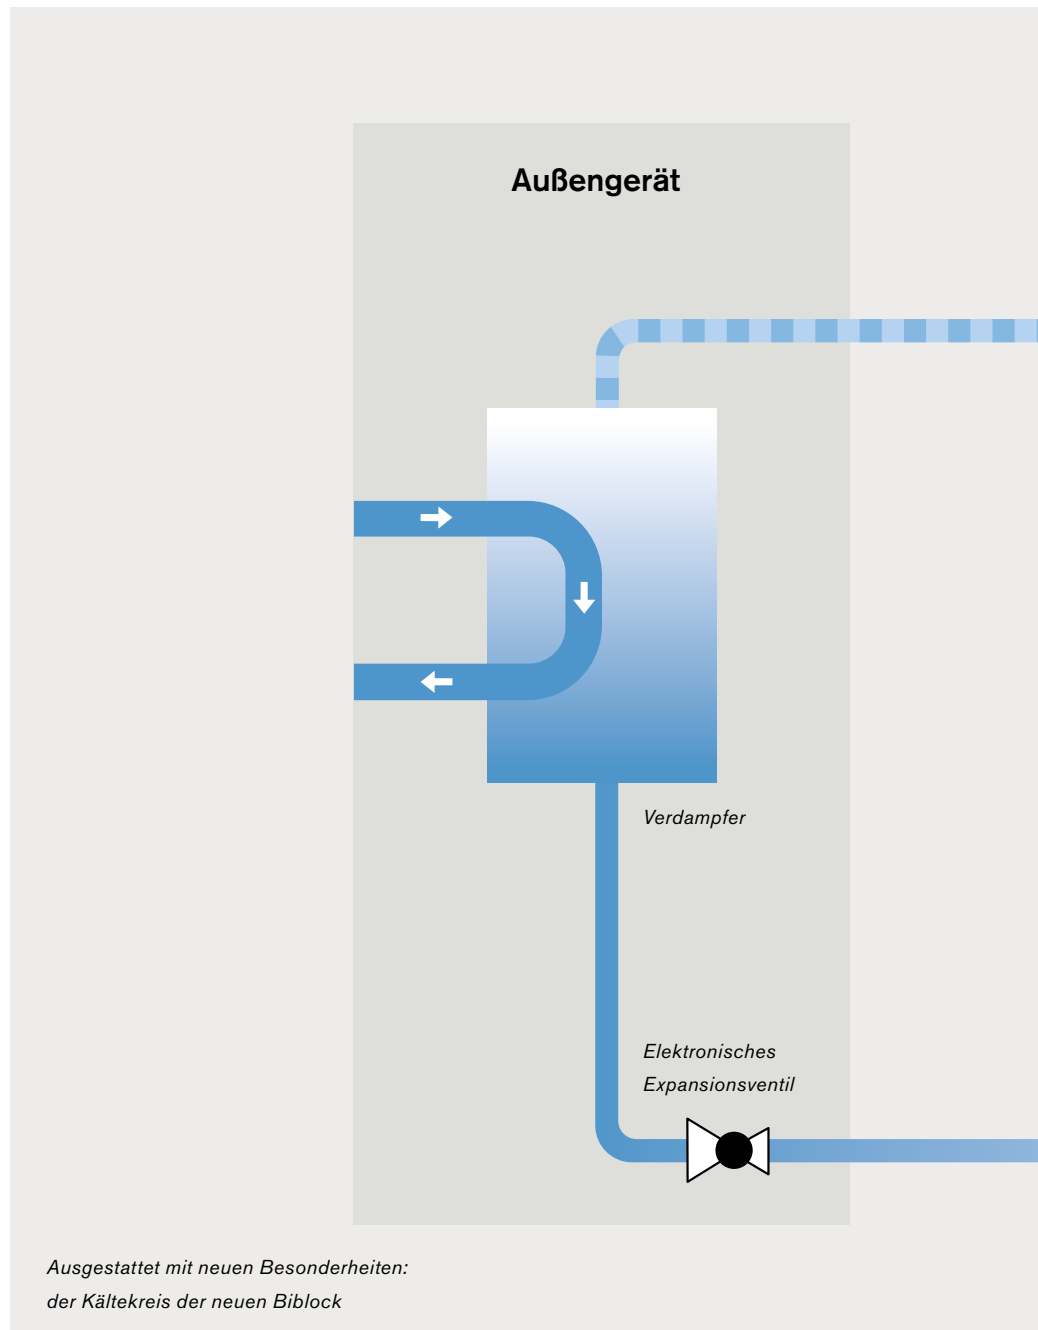 Außengerät
Verdampfer
Elektronisches
Expansionsventil
Ausgestattet mit neuen Besonderheiten:
der Kältekreis der neuen Biblock